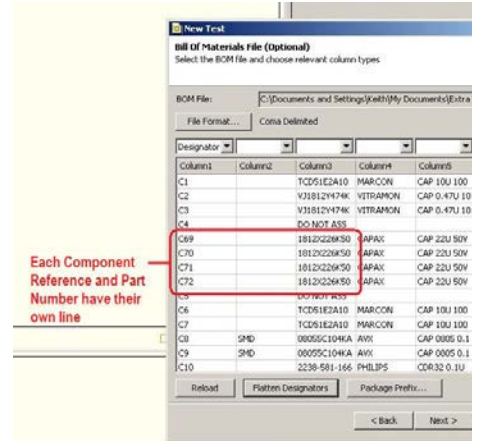 New Test
Bill Of Materials File (Optional)
Select the BOM file and choose relevant column types
BOM File: C:\Documents and Settings\Keith\My Documents\Extra
File Format... Coma Delimited
Designator
Column1 Column2 Column3 Column4 Column5
C1 TCD51E2A10 MARCON CAP 10U 100
C2 VJ1812Y474K VITRAMON CAP 0.47U 10
C3 VJ1812Y474K VITRAMON CAP 0.47U 10
C4 DO NOT ASS
C69 1812X226K50 CAPAX CAP 22U 50V
C70 1812X226K50 CAPAX CAP 22U 50V
C71 1812X226K50 CAPAX CAP 22U 50V
C72 1812X226K50 CAPAX CAP 22U 50V
C5 DO NOT ASS
C6 TCD51E2A10 MARCON CAP 10U 100
C7 TCD51E2A10 MARCON CAP 10U 100
C8 SMD 08055C104KA AVX CAP 0805 0.1
C9 SMD 08055C104KA AVX CAP 0805 0.1
C10 2238-581-166 PHILIPS CDR32 0.1U
Each Component
Reference and Part
Number have their
own line
Reload Flatten Designators Package Prefix...
< Back Next >